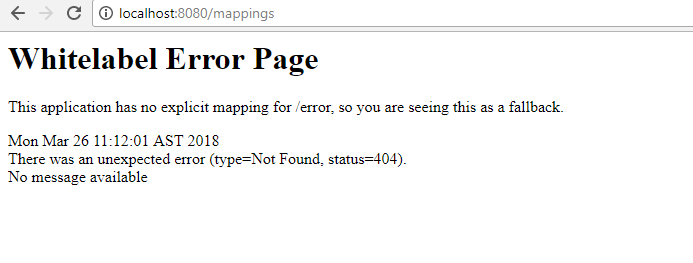 localhost:8080/mappings
Whitelabel Error Page
This application has no explicit mapping for /error, so you are seeing this as a fallback.
Mon Mar 26 11:12:01 AST 2018
There was an unexpected error (type=Not Found, status=404).
No message available